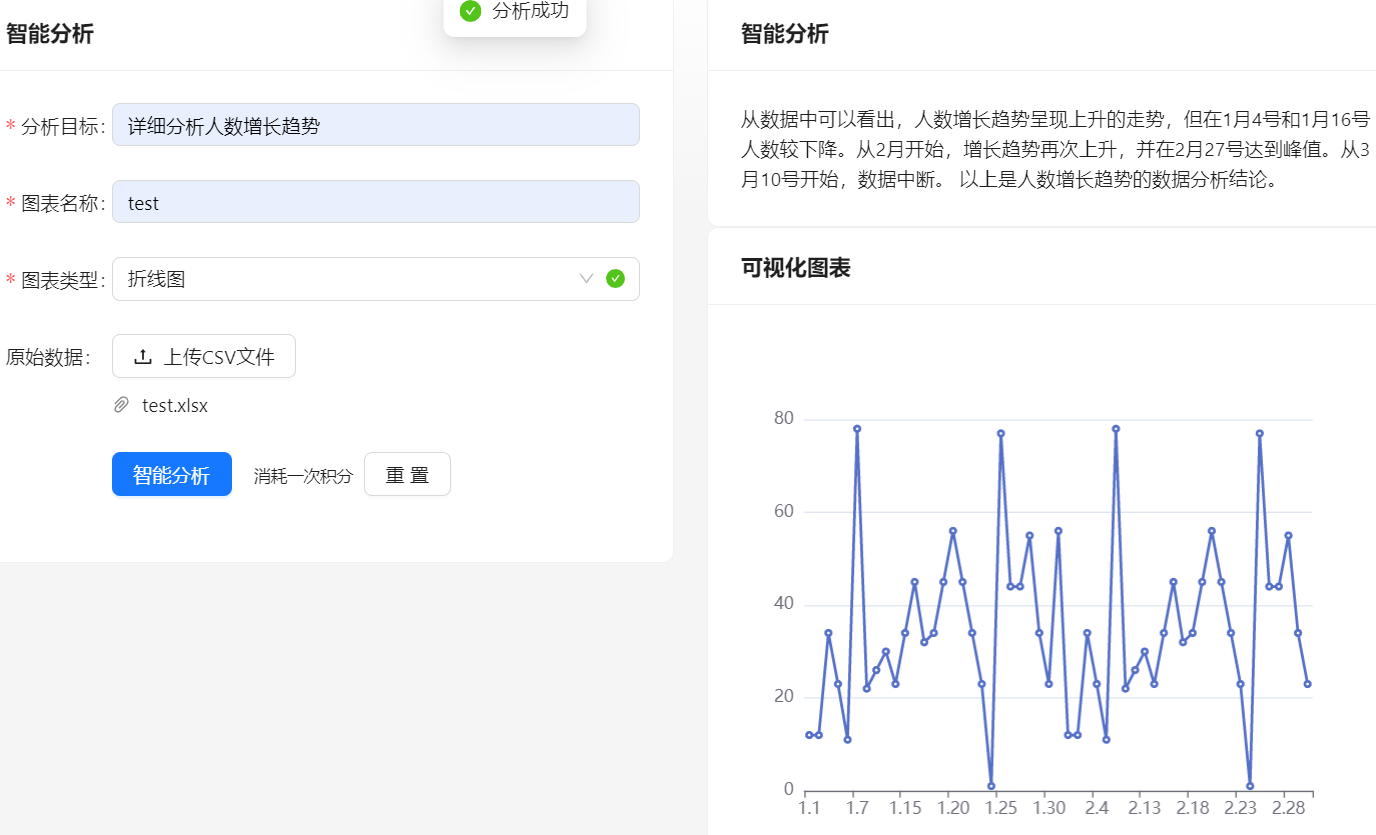 分析成功
智能分析
* 分析目标: 详细分析人数增长趋势
* 图表名称: test
* 图表类型: 折线图
原始数据: 上传CSV文件
test.xlsx
智能分析 消耗一次积分 重 置
智能分析
从数据中可以看出，人数增长趋势呈现上升的走势，但在1月4号和1月16号
人数较下降。从2月开始，增长趋势再次上升，并在2月27号达到峰值。从3
月10号开始，数据中断。 以上是人数增长趋势的数据分析结论。
可视化图表
80
60
40
20
0
1.1 1.7 1.15 1.20 1.25 1.30 2.4 2.13 2.18 2.23 2.28